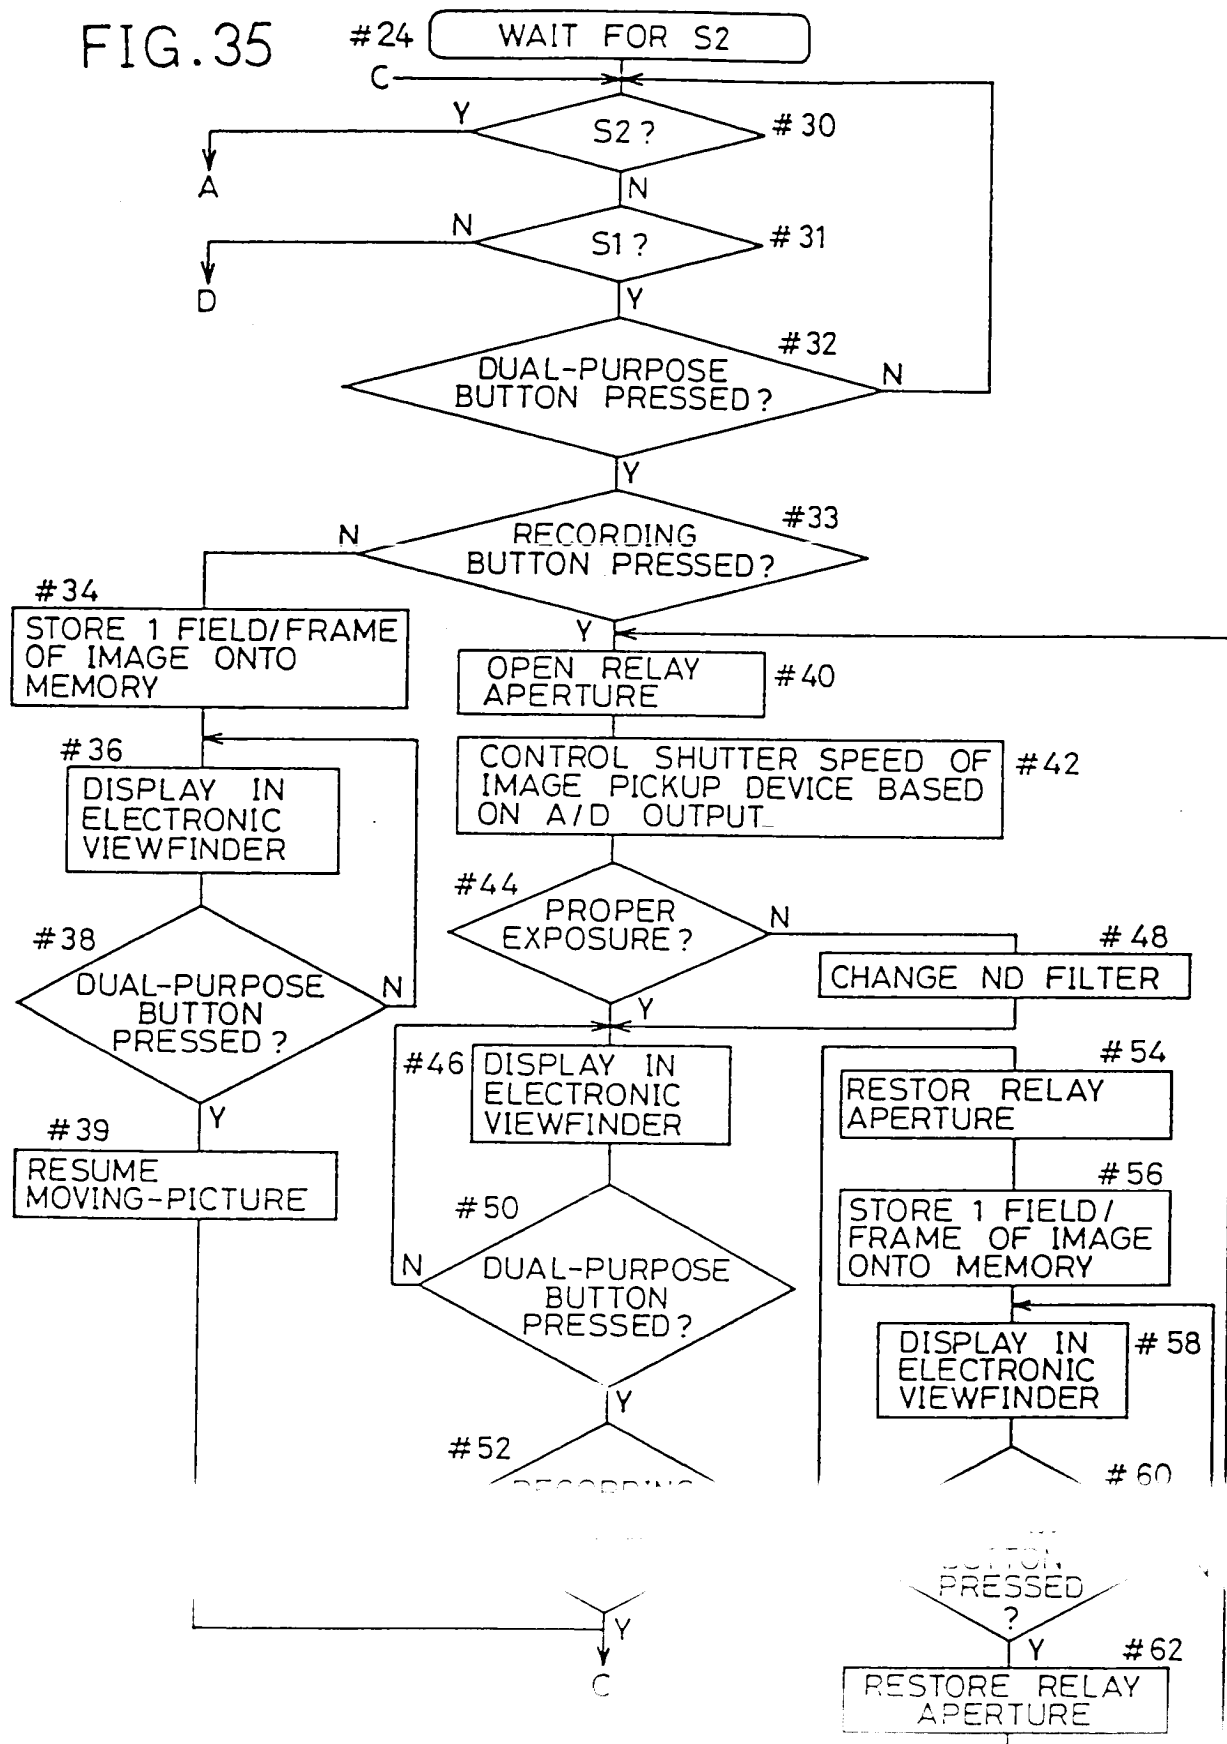 FIG.35
#24
WAIT FOR S2
C
Y
S2?
#30
A
N
N
S1?
#31
D
Y
#32
DUAL-PURPOSE
BUTTON PRESSED?
N
Y
#33
N
RECORDING
BUTTON PRESSED?
#34
STORE 1 FIELD/FRAME
OF IMAGE ONTO
MEMORY
Y
OPEN RELAY
APERTURE
#40
#36
DISPLAY IN
ELECTRONIC
VIEWFINDER
CONTROL SHUTTER SPEED OF
IMAGE PICKUP DEVICE BASED
ON A/D OUTPUT
#42
#44
PROPER
EXPOSURE?
N
#38
DUAL-PURPOSE
BUTTON
PRESSED?
N
#48
CHANGE ND FILTER
Y
#46
DISPLAY IN
ELECTRONIC
VIEWFINDER
#54
RESTOR RELAY
APERTURE
Y
#39
RESUME
MOVING-PICTURE
#56
STORE 1 FIELD/
FRAME OF IMAGE
ONTO MEMORY
#50
N
DUAL-PURPOSE
BUTTON
PRESSED?
#58
DISPLAY IN
ELECTRONIC
VIEWFINDER
Y
#52
RECORDING
#60
BUTTON
PRESSED
?
Y
C
Y
#62
RESTORE RELAY
APERTURE